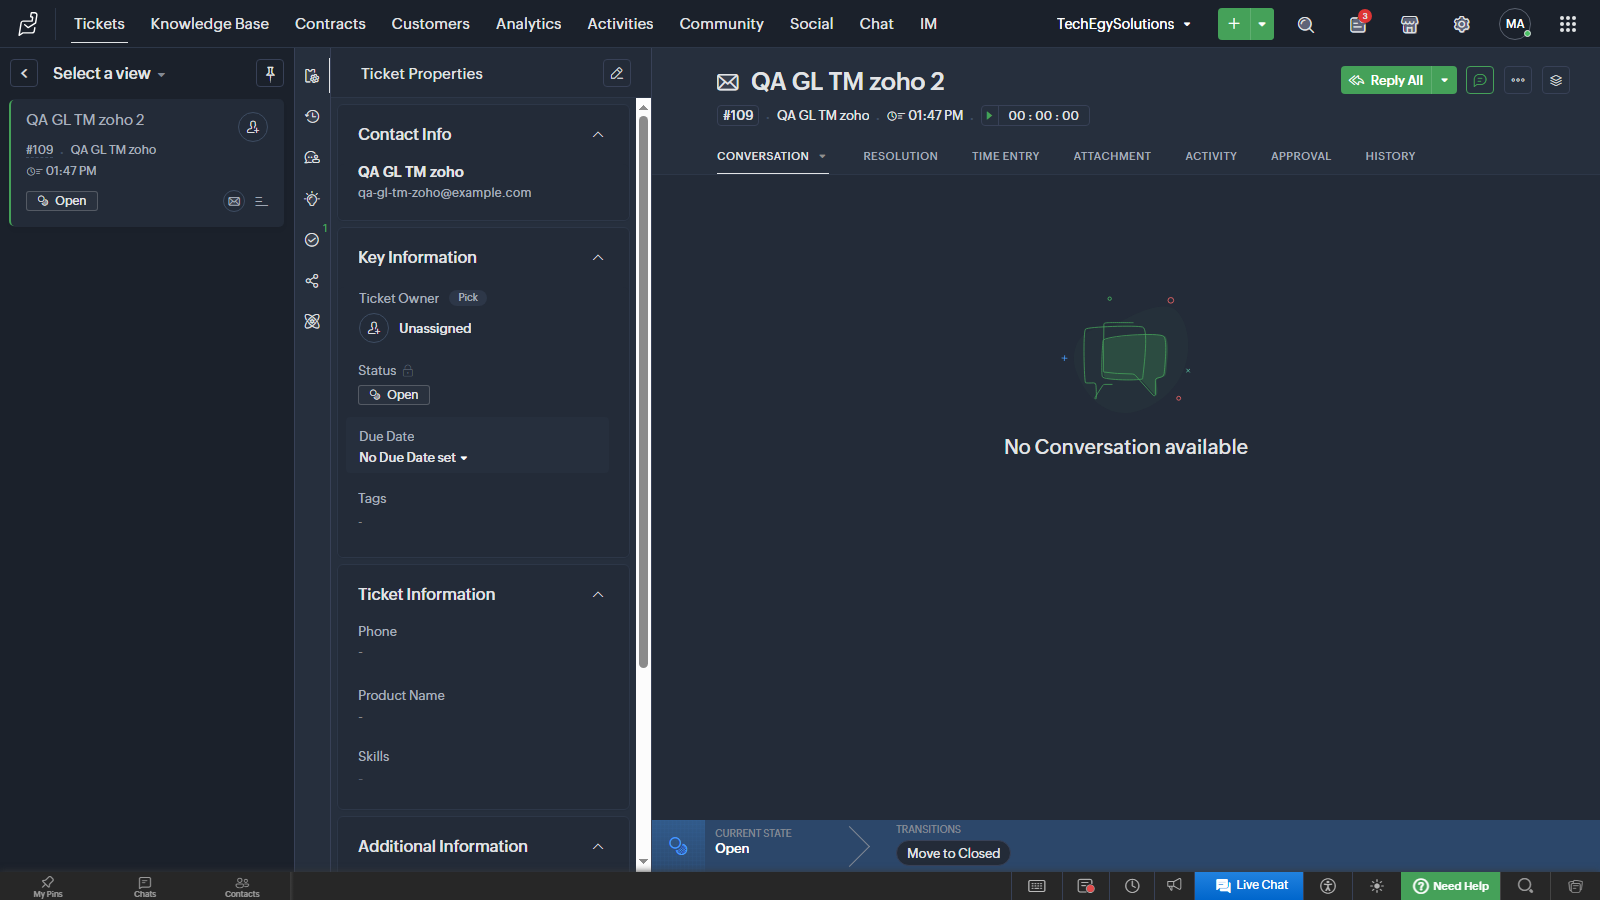 Tickets
Knowledge Base
Contracts
Customers
Analytics
Activities
Community
Social
Chat
IM
TechEgySolutions
3
MA
Select a view
QA GL TM zoho 2
#109 . QA GL TM zoho
01:47 PM
Open
1
Ticket Properties
Contact Info
QA GL TM zoho
qa-gl-tm-zoho@example.com
Key Information
Ticket Owner Pick
Unassigned
Status
Open
Due Date
No Due Date set
Tags
-
Ticket Information
Phone
-
Product Name
-
Skills
-
Additional Information
QA GL TM zoho 2
#109 . QA GL TM zoho . 01:47 PM . 00 : 00 : 00
Reply All
CONVERSATION
RESOLUTION
TIME ENTRY
ATTACHMENT
ACTIVITY
APPROVAL
HISTORY
No Conversation available
CURRENT STATE
Open
TRANSITIONS
Move to Closed
My Pins
Chats
Contacts
Live Chat
Need Help